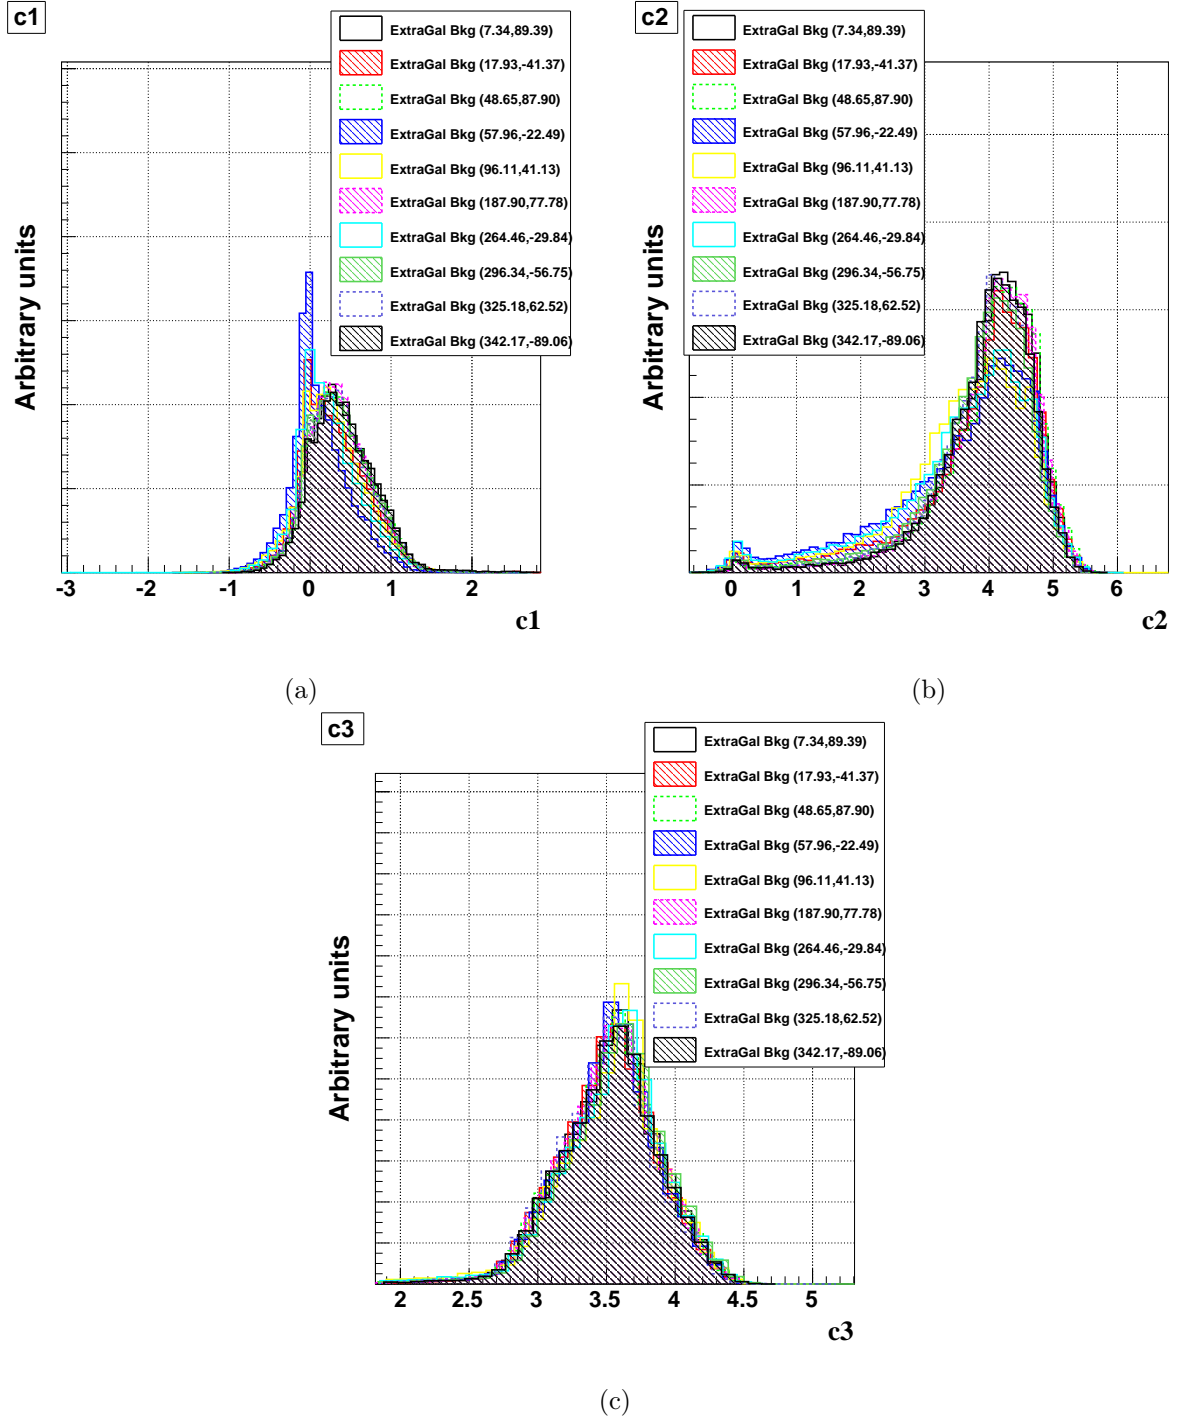 c1
ExtraGal Bkg (7.34,89.39)
ExtraGal Bkg (17.93,-41.37)
ExtraGal Bkg (48.65,87.90)
ExtraGal Bkg (57.96,-22.49)
ExtraGal Bkg (96.11,41.13)
ExtraGal Bkg (187.90,77.78)
ExtraGal Bkg (264.46,-29.84)
ExtraGal Bkg (296.34,-56.75)
ExtraGal Bkg (325.18,62.52)
ExtraGal Bkg (342.17,-89.06)
Arbitrary units
-3 -2 -1 0 1 2
c1
(a)
c2
ExtraGal Bkg (7.34,89.39)
ExtraGal Bkg (17.93,-41.37)
ExtraGal Bkg (48.65,87.90)
ExtraGal Bkg (57.96,-22.49)
ExtraGal Bkg (96.11,41.13)
ExtraGal Bkg (187.90,77.78)
ExtraGal Bkg (264.46,-29.84)
ExtraGal Bkg (296.34,-56.75)
ExtraGal Bkg (325.18,62.52)
ExtraGal Bkg (342.17,-89.06)
Arbitrary units
0 1 2 3 4 5 6
c2
(b)
c3
ExtraGal Bkg (7.34,89.39)
ExtraGal Bkg (17.93,-41.37)
ExtraGal Bkg (48.65,87.90)
ExtraGal Bkg (57.96,-22.49)
ExtraGal Bkg (96.11,41.13)
ExtraGal Bkg (187.90,77.78)
ExtraGal Bkg (264.46,-29.84)
ExtraGal Bkg (296.34,-56.75)
ExtraGal Bkg (325.18,62.52)
ExtraGal Bkg (342.17,-89.06)
Arbitrary units
2 2.5 3 3.5 4 4.5 5
c3
(c)